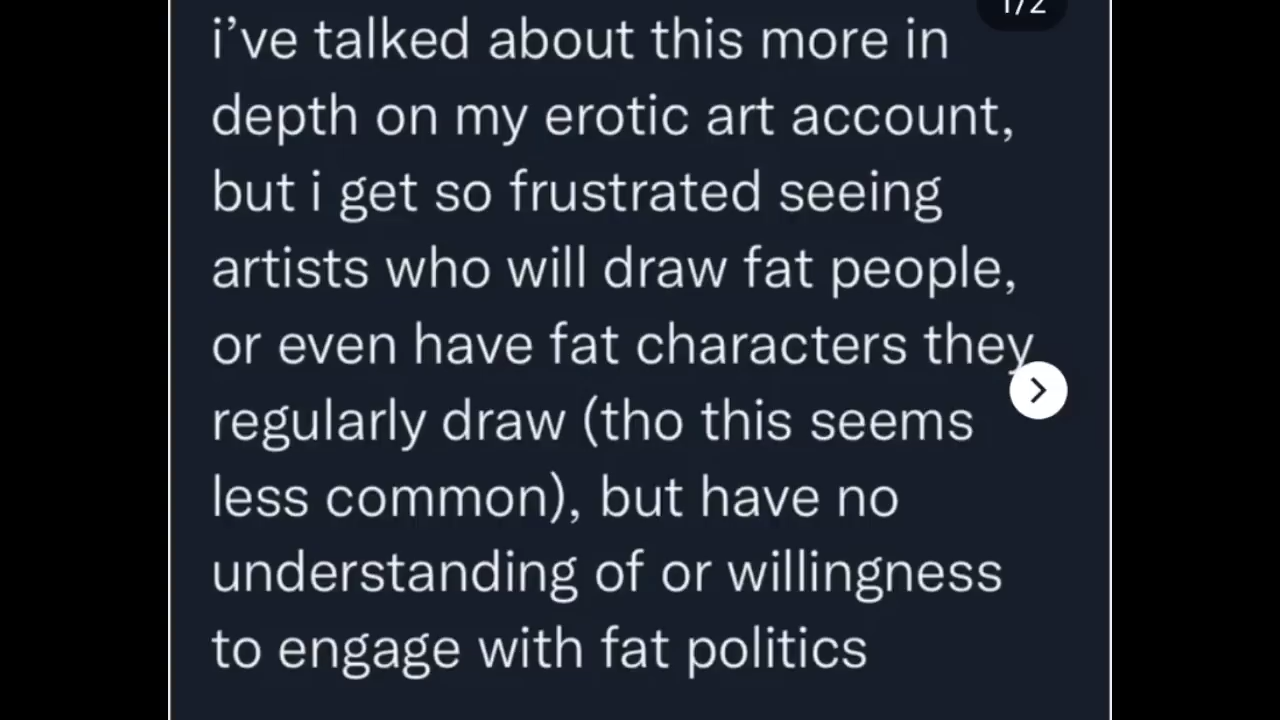 1/2
i’ve talked about this more in
depth on my erotic art account,
but i get so frustrated seeing
artists who will draw fat people,
or even have fat characters they
regularly draw (tho this seems
less common), but have no
understanding of or willingness
to engage with fat politics